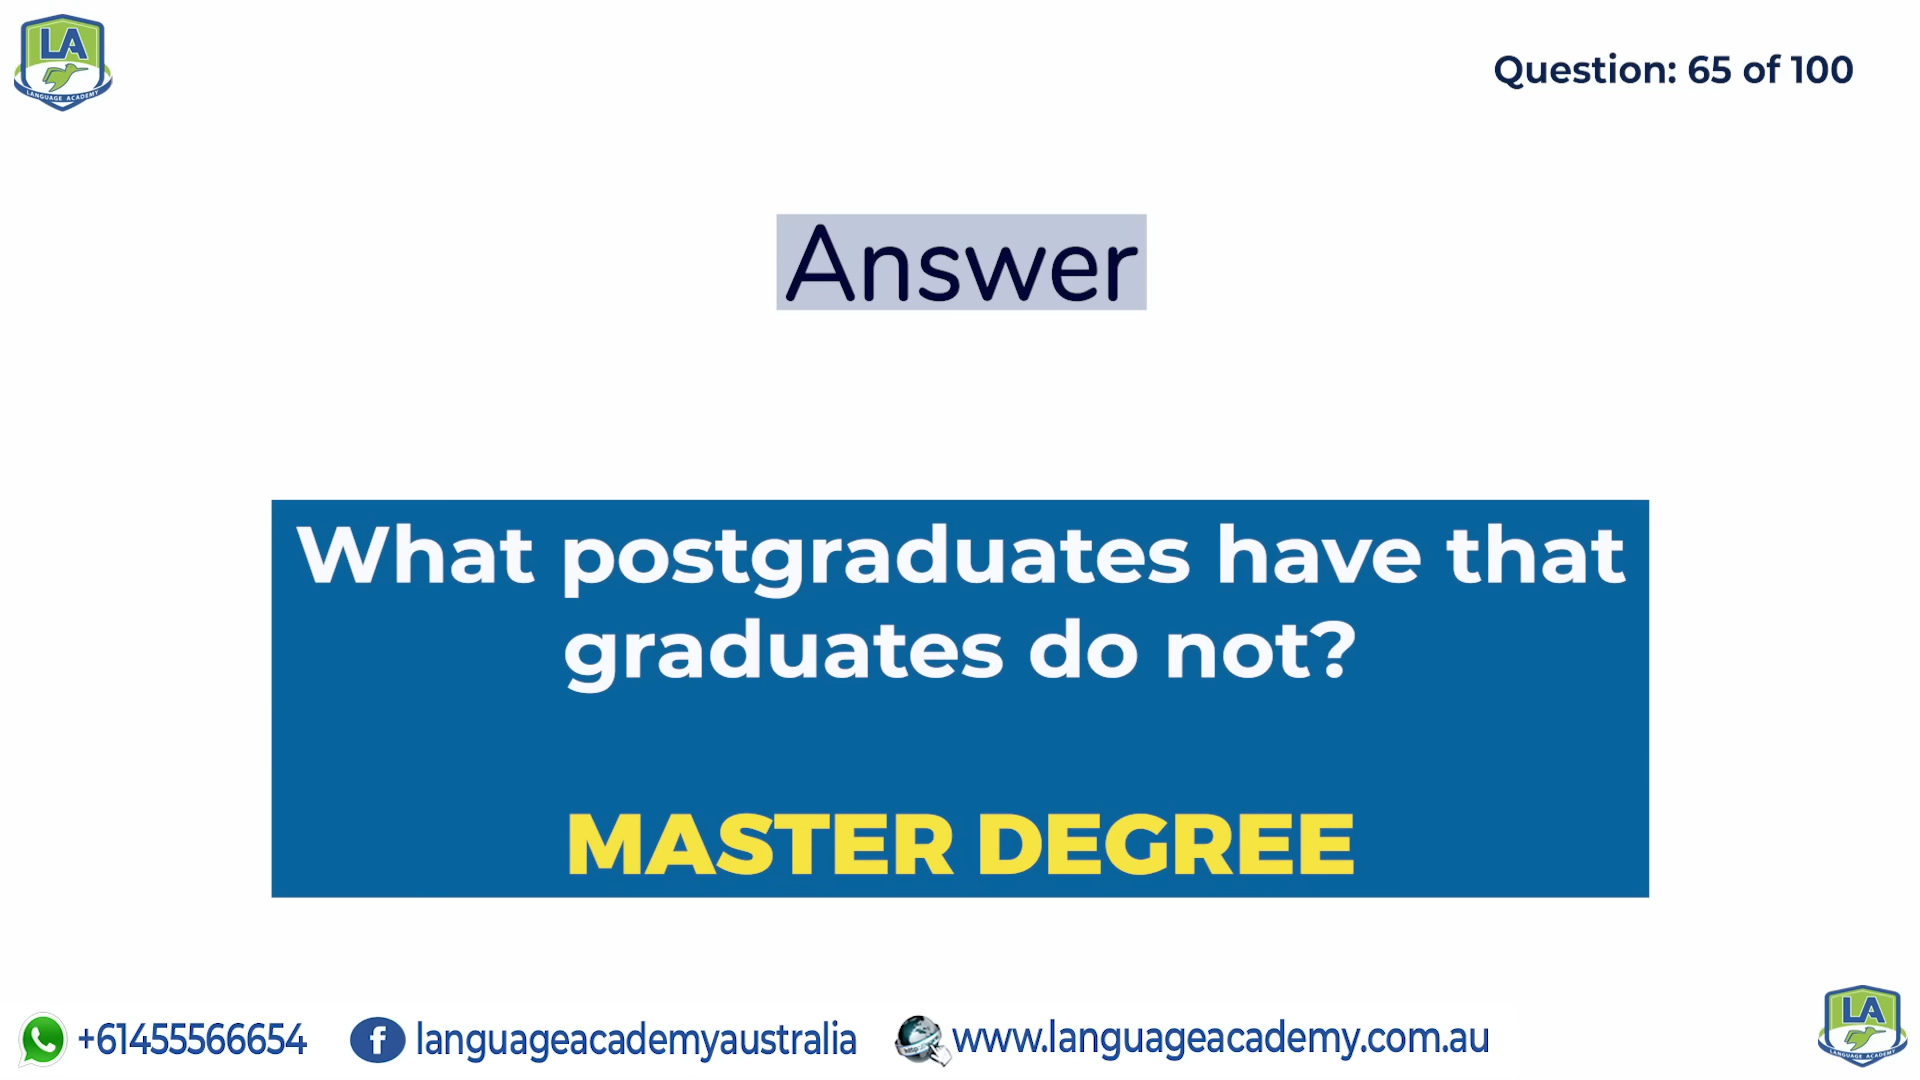 LA
LANGUAGE ACADEMY
Question: 65 of 100
Answer
What postgraduates have that
graduates do not?
MASTER DEGREE
+61455566654
languageacademyaustralia
http
www.languageacademy.com.au
LA
LANGUAGE ACADEMY